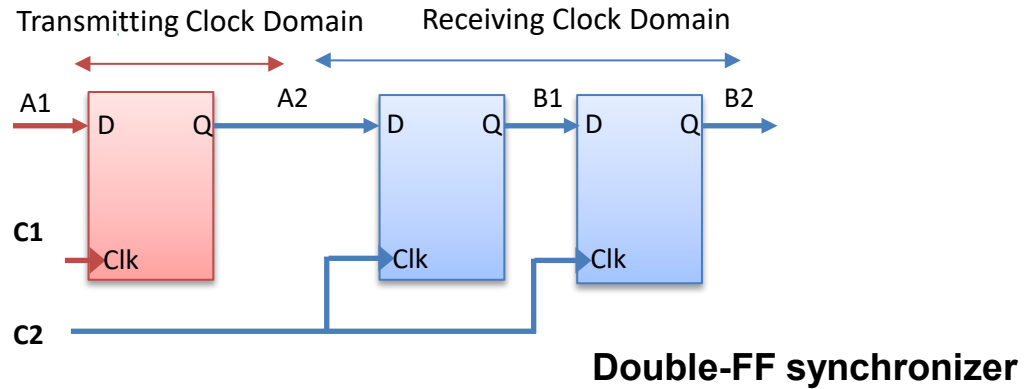 Transmitting Clock Domain
Receiving Clock Domain
A1
A2
B1
B2
D
Q
D
Q
D
Q
C1
Clk
Clk
Clk
C2
Double-FF synchronizer